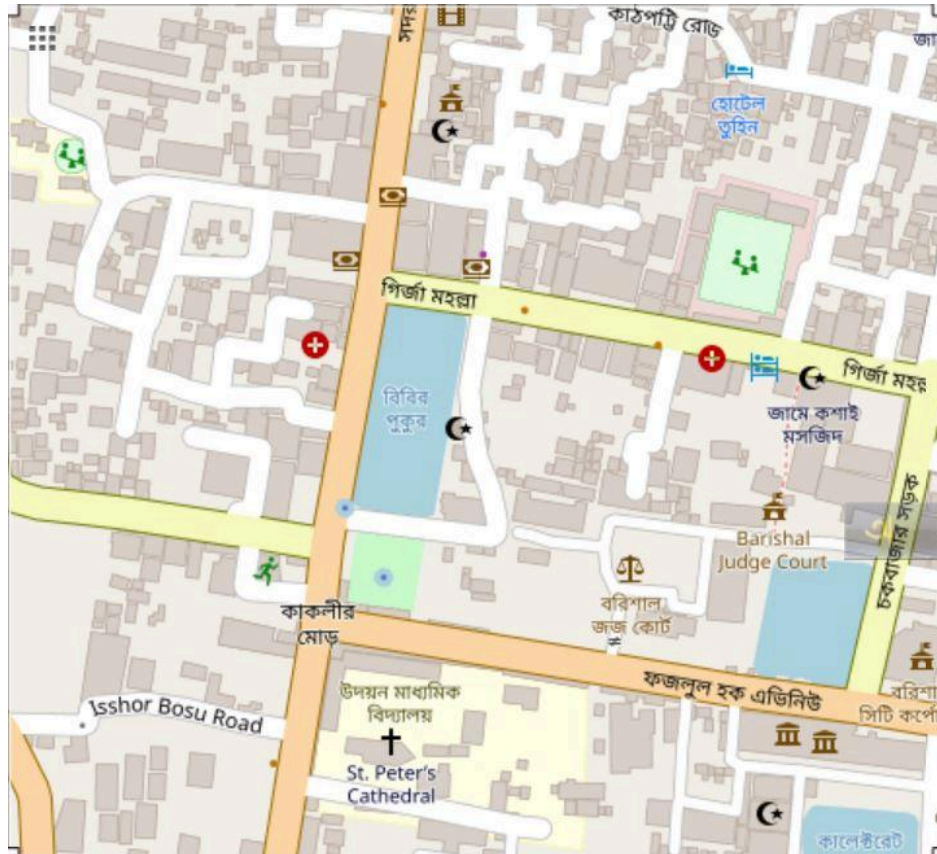 সদর
কাঠপট্টি রোড
জা
হোটেল
তুহিন
গির্জা মহল্লা
গির্জা মহল্ল
বিবির
পুকুর
জামে কশাই
মসজিদ
চকবাজার সড়ক
Barishal
Judge Court
বরিশাল
জজ কোর্ট
কাকলীর
মোড়
ফজলুল হক এভিনিউ
উদয়ন মাধ্যমিক
বিদ্যালয়
Isshor Bosu Road
St. Peter's
Cathedral
বরিশা
সিটি কর্পো
কালেক্টরেট